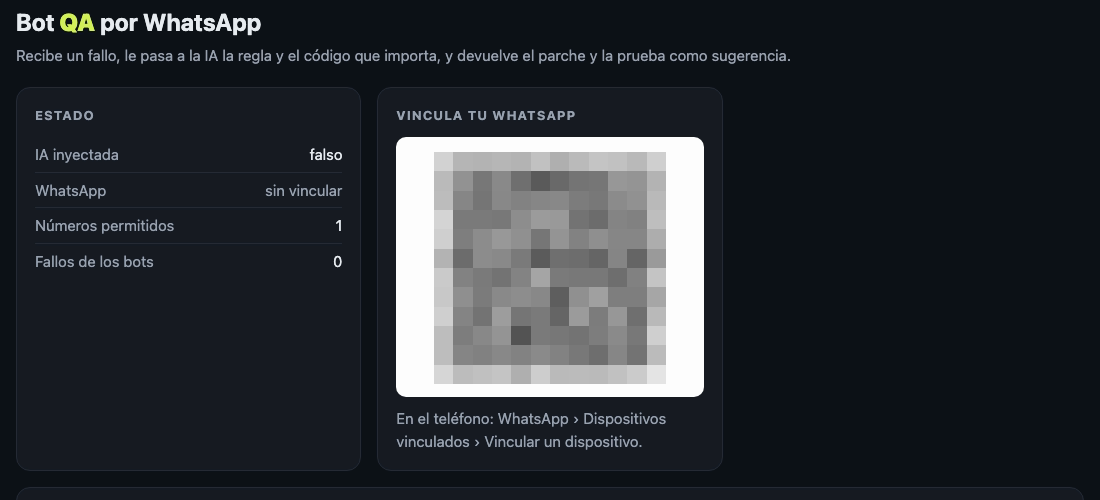 Bot QA por WhatsApp
Recibe un fallo, le pasa a la IA la regla y el código que importa, y devuelve el parche y la prueba como sugerencia.
ESTADO
IA inyectada falso
WhatsApp sin vincular
Números permitidos 1
Fallos de los bots 0
VINCULA TU WHATSAPP
En el teléfono: WhatsApp › Dispositivos
vinculados › Vincular un dispositivo.